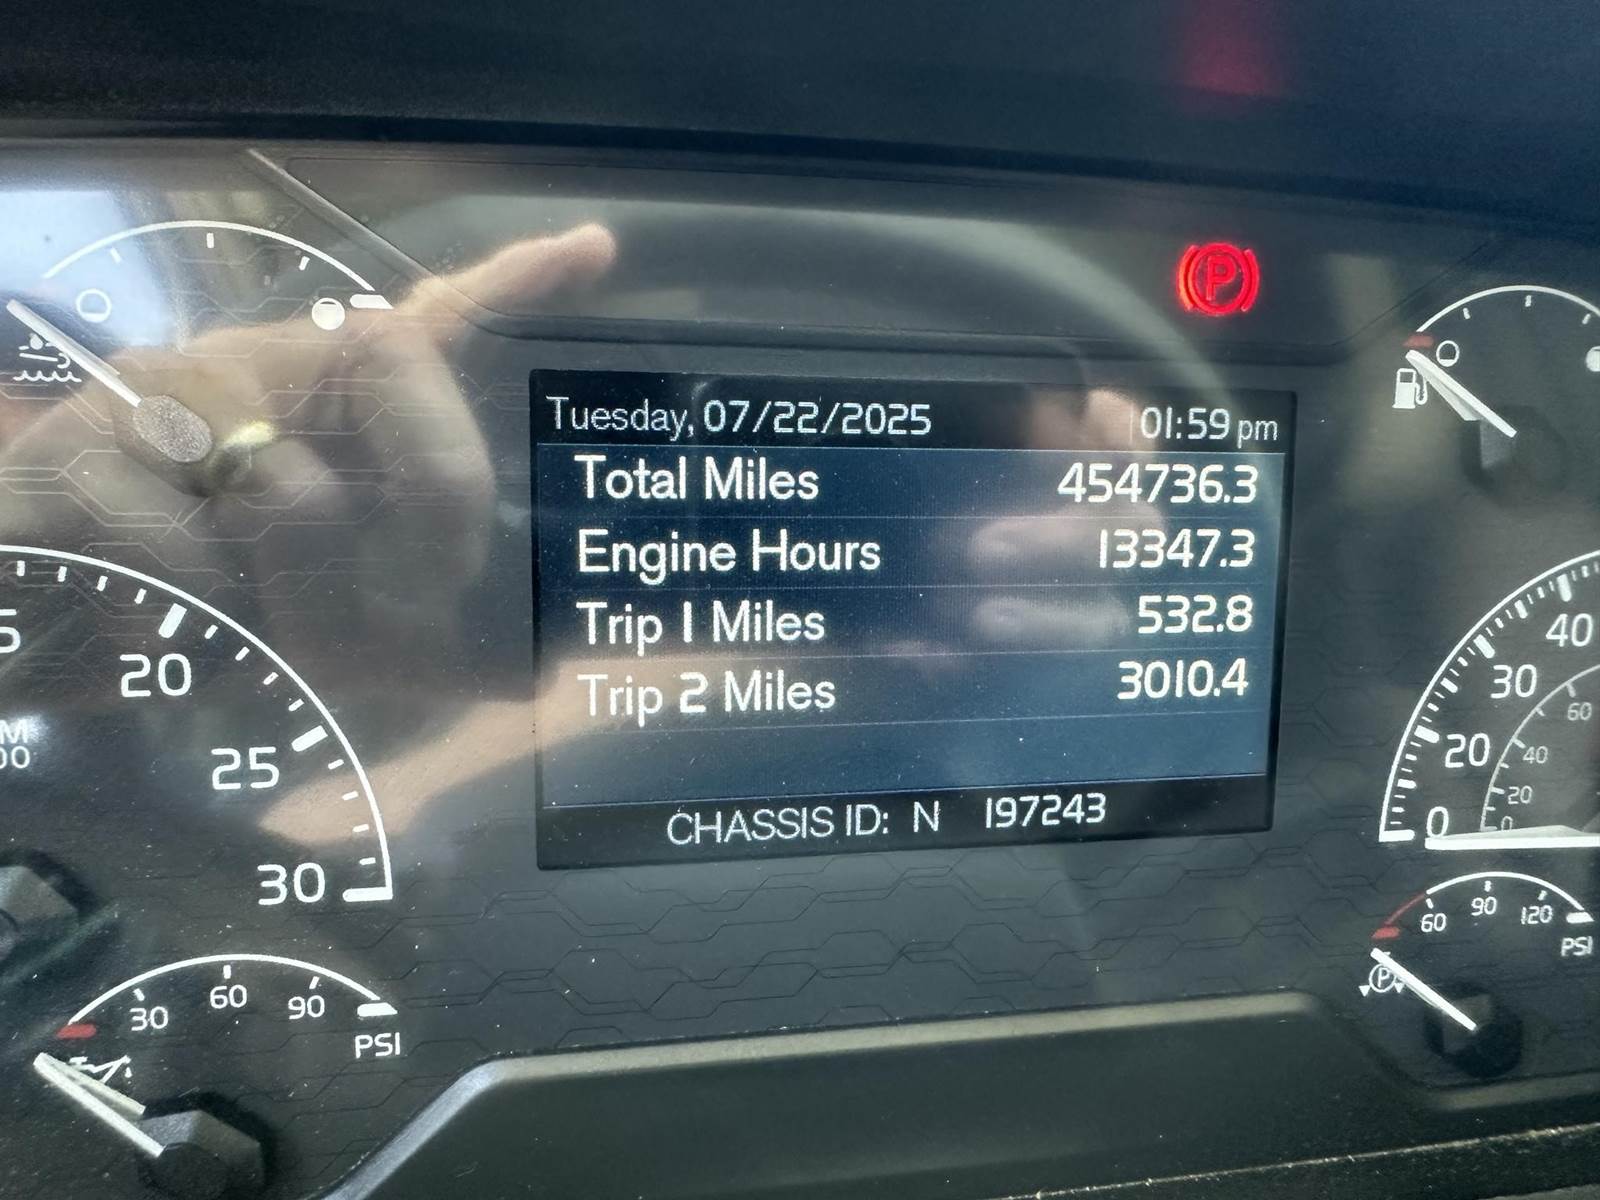 Tuesday, 07/22/2025 01:59 pm
Total Miles 454736.3
Engine Hours 13347.3
Trip 1 Miles 532.8
Trip 2 Miles 3010.4
CHASSIS ID: N 197243
20
25
30
30 60 90
PSI
40
30
20
0
60
40
20
0
60 90 120
PSI
P
P